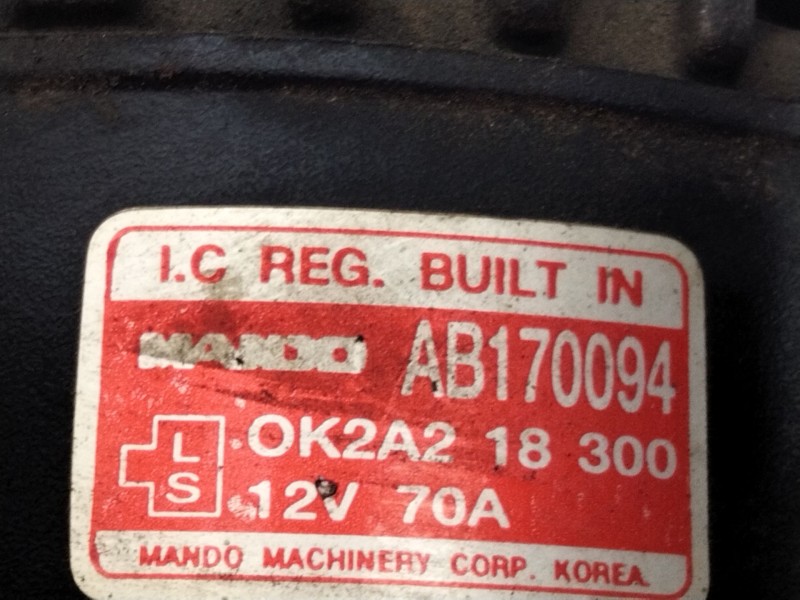 I.C REG. BUILT IN
MANDO AB170094
L
S
OK2A2 18 300
12V 70A
MANDO MACHINERY CORP. KOREA.